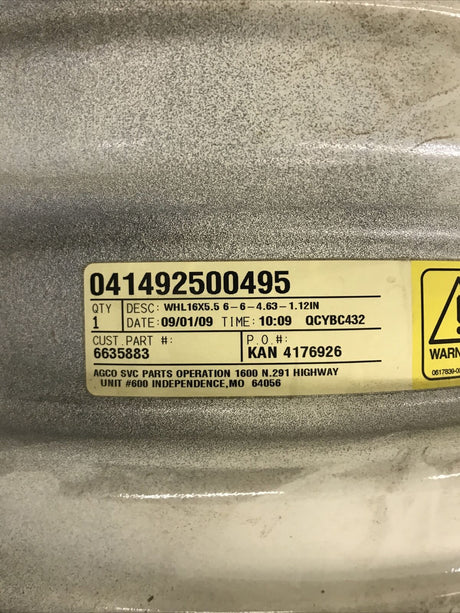 041492500495
QTY DESC: WHL16X5.5 6-6-4.63-1.12IN
1 DATE: 09/01/09 TIME: 10:09 QCYBC432
CUST.PART #: P.O.#:
6635883 KAN 4176926
AGCO SVC PARTS OPERATION 1600 N.291 HIGHWAY
UNIT #600 INDEPENDENCE,MO 64056